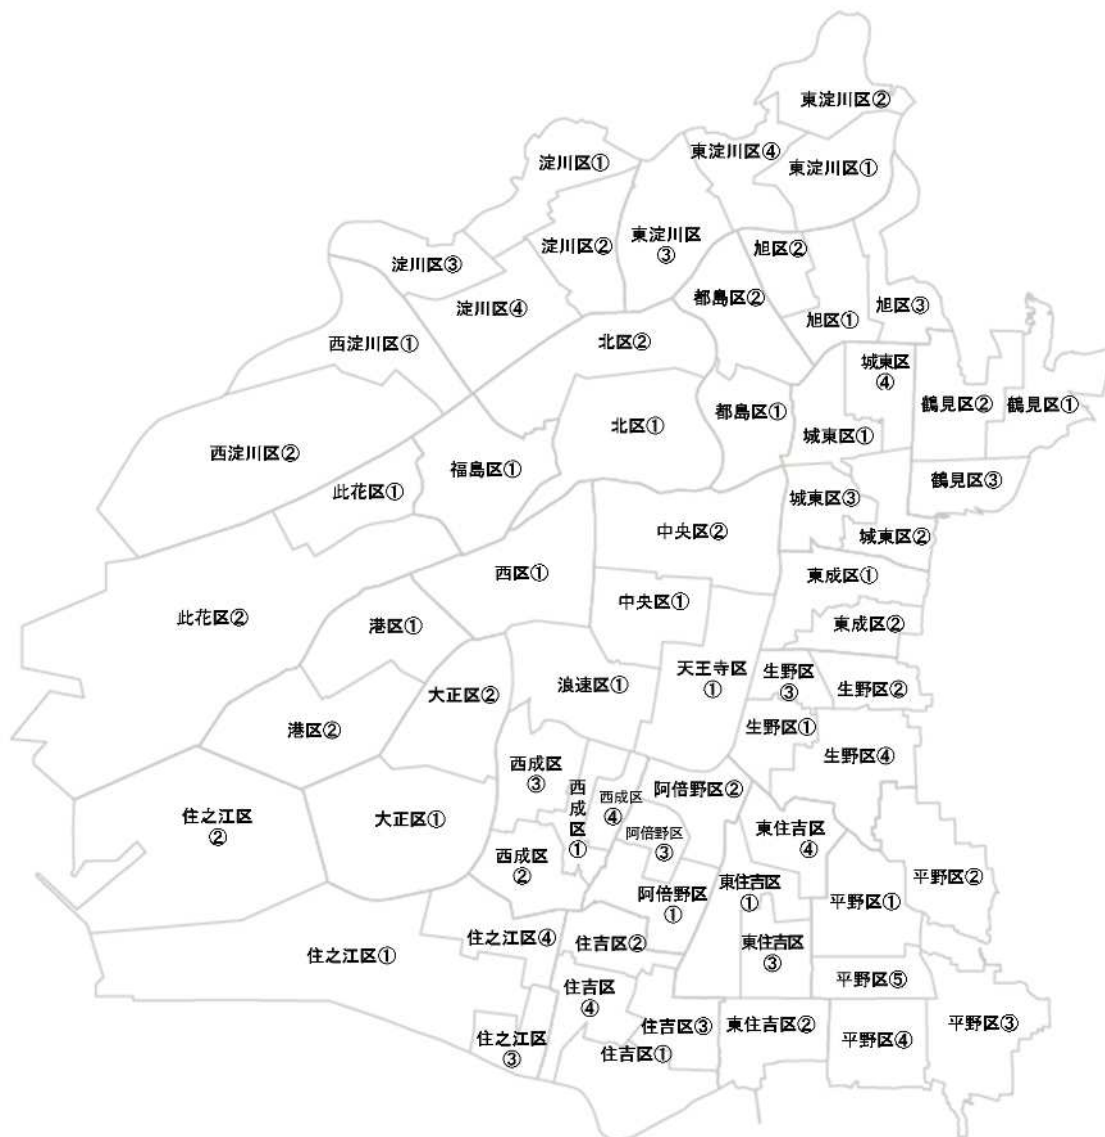 東淀川区②
東淀川区④
淀川区①
東淀川区①
東淀川区
③
淀川区②
旭区②
淀川区③
都島区②
旭区③
淀川区④
旭区①
北区②
西淀川区①
城東区
④
鶴見区②
鶴見区①
都島区①
北区①
城東区①
西淀川区②
福島区①
鶴見区③
此花区①
城東区③
中央区②
城東区②
西区①
東成区①
中央区①
此花区②
港区①
東成区②
天王寺区
①
生野区
③
浪速区①
生野区②
大正区②
港区②
生野区①
生野区④
西成区
③
阿倍野区②
西成区①
西成区
④
住之江区
②
大正区①
阿倍野区
③
東住吉区
④
西成区
②
平野区②
東住吉区
①
阿倍野区
①
平野区①
住之江区④
住吉区②
東住吉区
③
住之江区①
平野区⑤
住吉区
④
住吉区③
東住吉区②
平野区③
住之江区
③
平野区④
住吉区①